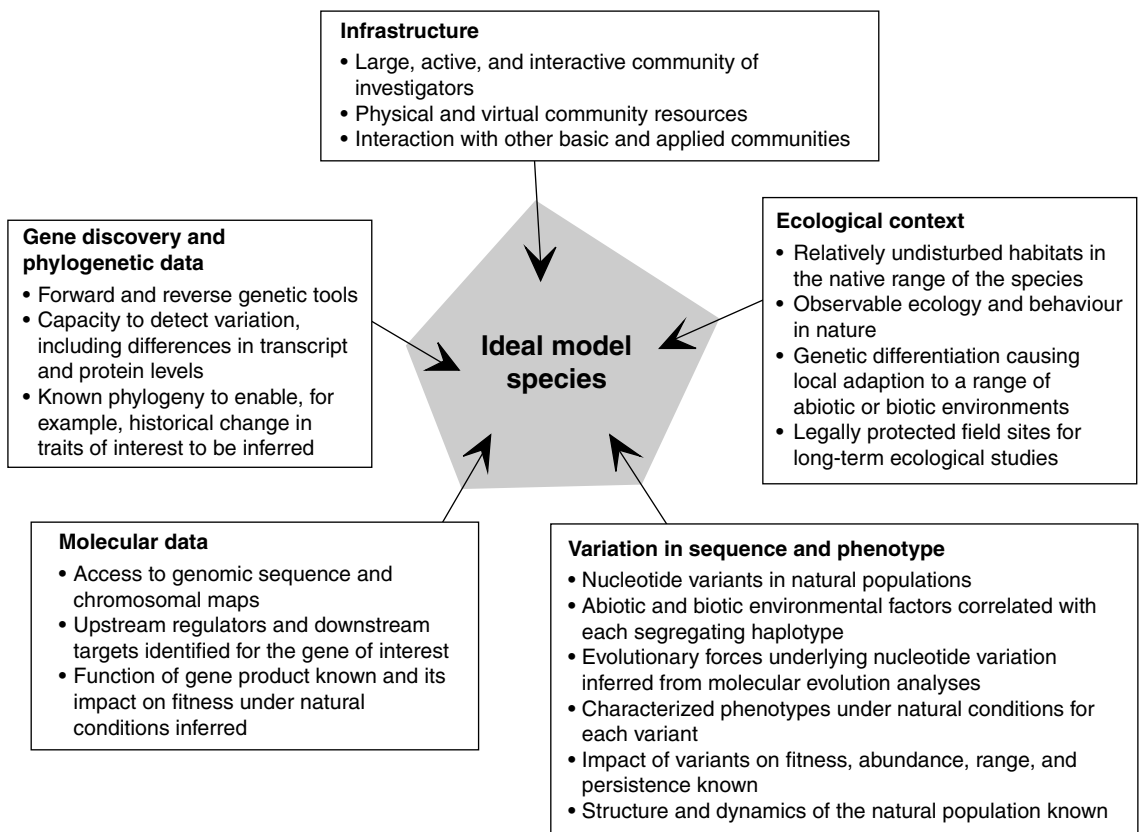 Infrastructure
• Large, active, and interactive community of
investigators
• Physical and virtual community resources
• Interaction with other basic and applied communities
Gene discovery and
phylogenetic data
• Forward and reverse genetic tools
• Capacity to detect variation,
including differences in transcript
and protein levels
• Known phylogeny to enable, for
example, historical change in
traits of interest to be inferred
Ideal model
species
Ecological context
• Relatively undisturbed habitats in
the native range of the species
• Observable ecology and behaviour
in nature
• Genetic differentiation causing
local adaption to a range of
abiotic or biotic environments
• Legally protected field sites for
long-term ecological studies
Molecular data
• Access to genomic sequence and
chromosomal maps
• Upstream regulators and downstream
targets identified for the gene of interest
• Function of gene product known and its
impact on fitness under natural
conditions inferred
Variation in sequence and phenotype
• Nucleotide variants in natural populations
• Abiotic and biotic environmental factors correlated with
each segregating haplotype
• Evolutionary forces underlying nucleotide variation
inferred from molecular evolution analyses
• Characterized phenotypes under natural conditions for
each variant
• Impact of variants on fitness, abundance, range, and
persistence known
• Structure and dynamics of the natural population known